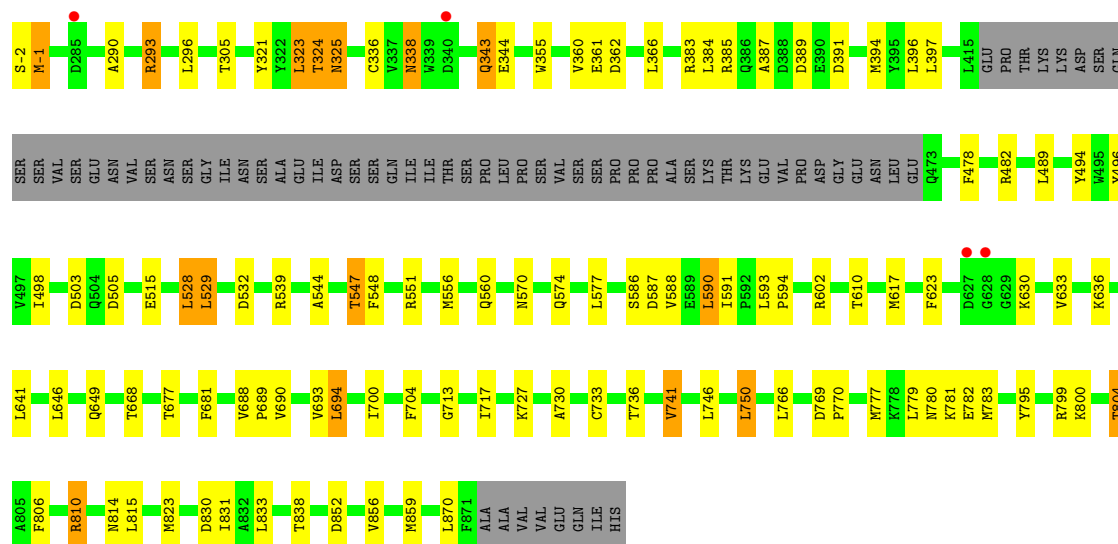 S-2 M-1 D285 A290 R293 L296 T305 Y321 Y322 L323 T324 N325 C336 V337 N338 W339 D340 Q343 E344 W355 V360 E361 D362 L366 R383 L384 R385 Q386 A387 D388 D389 E390 D391 M394 Y395 L396 L397 L415 GLU PRO THR LYS LYS ASP SER GLN
SER SER VAL SER GLU ASN VAL SER ASN SER GLY ILE ASN SER ALA GLU ILE ASP SER SER GLN ILE ILE THR SER PRO LEU PRO SER VAL SER SER PRO PRO PRO ALA SER LYS THR LYS GLU VAL PRO ASP GLY GLU ASN LEU GLU Q473 F478 R482 L489 Y494 W495 Y496
V497 I498 D503 Q504 D505 E515 L528 L529 D532 R539 A544 T547 F548 R551 M556 Q560 N570 Q574 L577 S586 D587 V588 E589 L590 I591 P592 L593 P594 R602 T610 M617 F623 D627 G628 G629 K630 V633 K636
L641 L646 Q649 T668 T677 F681 V688 P689 V690 V693 L694 I700 F704 G713 I717 K727 A730 C733 T736 V741 L746 L750 L766 D769 P770 M777 K778 L779 N780 K781 E782 M783 Y795 R799 K800 T804
A805 F806 R810 N814 L815 M823 D830 I831 A832 L833 T838 D852 V856 M859 L870 F871 ALA ALA VAL VAL GLU GLN ILE HIS